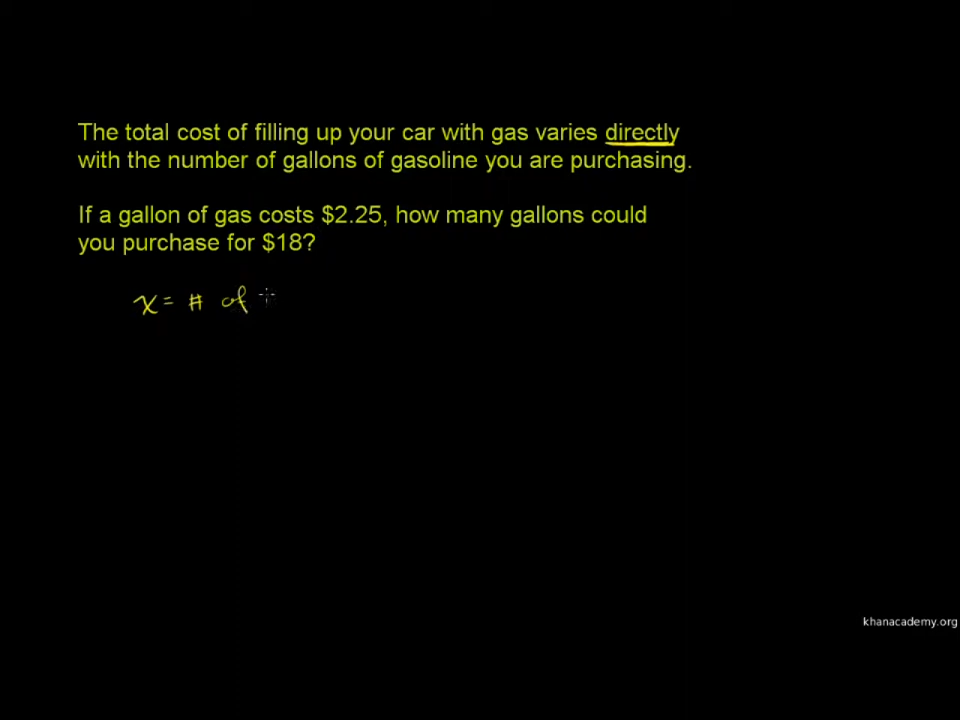 The total cost of filling up your car with gas varies directly
with the number of gallons of gasoline you are purchasing.
If a gallon of gas costs $2.25, how many gallons could
you purchase for $18?
x = # of
khanacademy.org